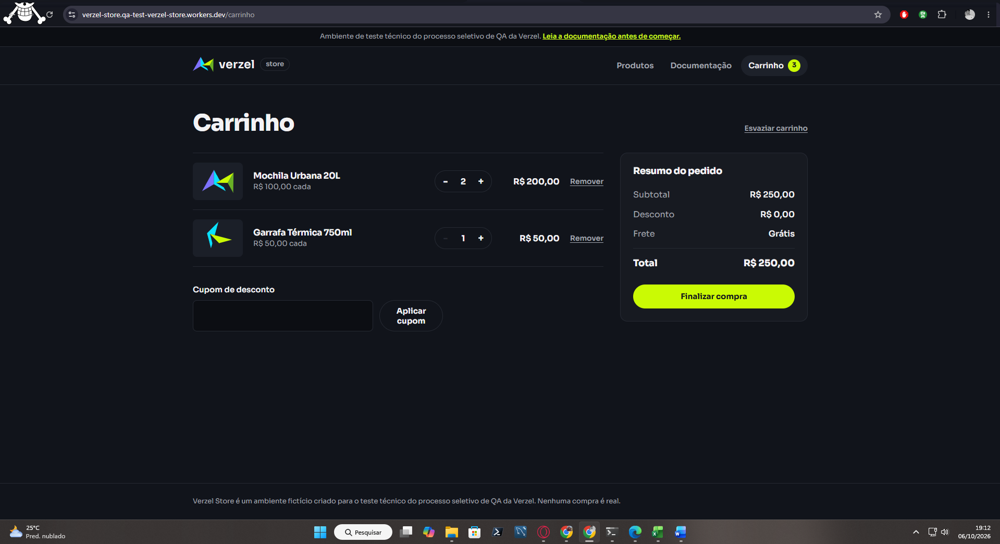 verzel-store.qa-test-verzel-store.workers.dev/carrinho
Ambiente de teste técnico do processo seletivo de QA da Verzel. Leia a documentação antes de começar.
verzel store
Produtos Documentação Carrinho 3
Carrinho
Esvaziar carrinho
Mochila Urbana 20L
R$ 100,00 cada
- 2 + R$ 200,00 Remover
Garrafa Térmica 750ml
R$ 50,00 cada
- 1 + R$ 50,00 Remover
Cupom de desconto
Aplicar
cupom
Resumo do pedido
Subtotal R$ 250,00
Desconto R$ 0,00
Frete Grátis
Total R$ 250,00
Finalizar compra
Verzel Store é um ambiente fictício criado para o teste técnico do processo seletivo de QA da Verzel. Nenhuma compra é real.
25°C
Pred. nublado
Pesquisar
19:12
06/10/2026